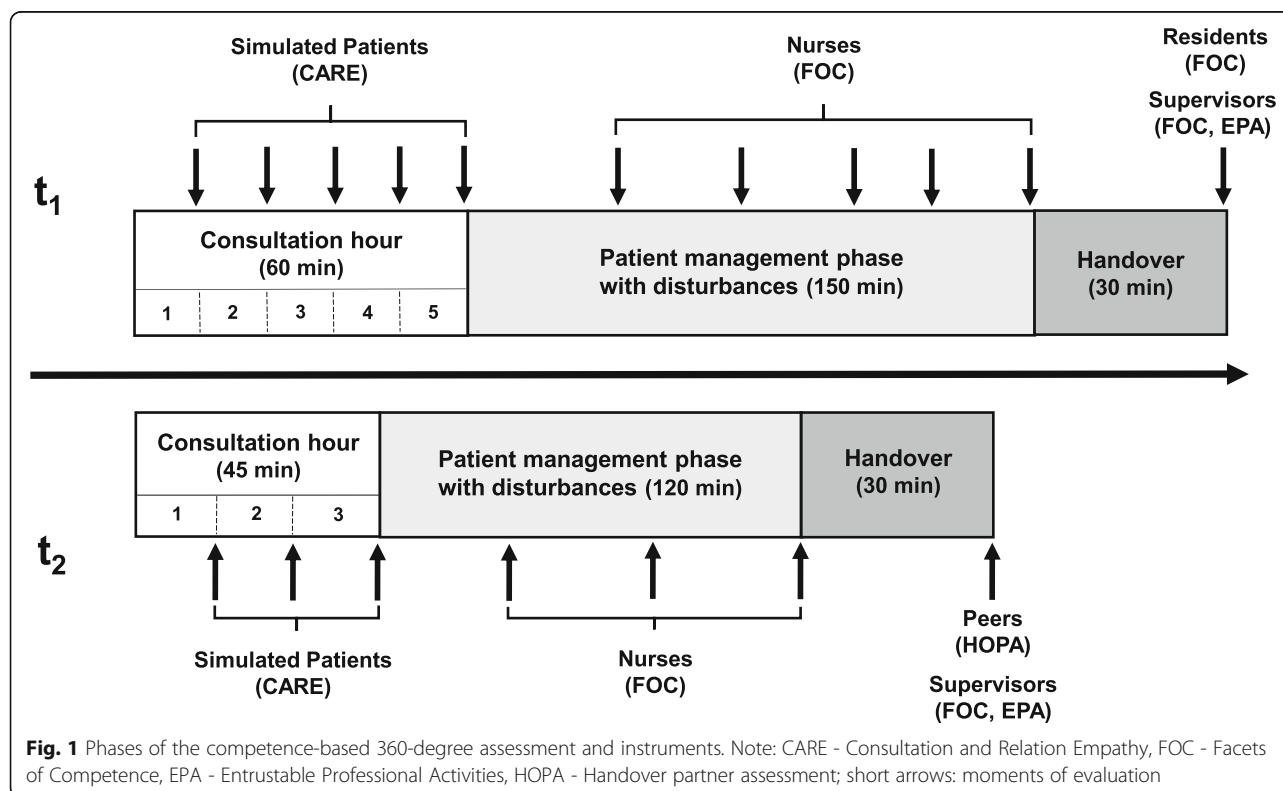 Simulated Patients
(CARE)
Nurses
(FOC)
Residents
(FOC)
Supervisors
(FOC, EPA)
t1
Consultation hour
(60 min)
1 2 3 4 5
Patient management phase
with disturbances (150 min)
Handover
(30 min)
t2
Consultation hour
(45 min)
1 2 3
Patient management phase
with disturbances (120 min)
Handover
(30 min)
Simulated Patients
(CARE)
Nurses
(FOC)
Peers
(HOPA)
Supervisors
(FOC, EPA)
Fig. 1 Phases of the competence-based 360-degree assessment and instruments. Note: CARE - Consultation and Relation Empathy, FOC - Facets
of Competence, EPA - Entrustable Professional Activities, HOPA - Handover partner assessment; short arrows: moments of evaluation